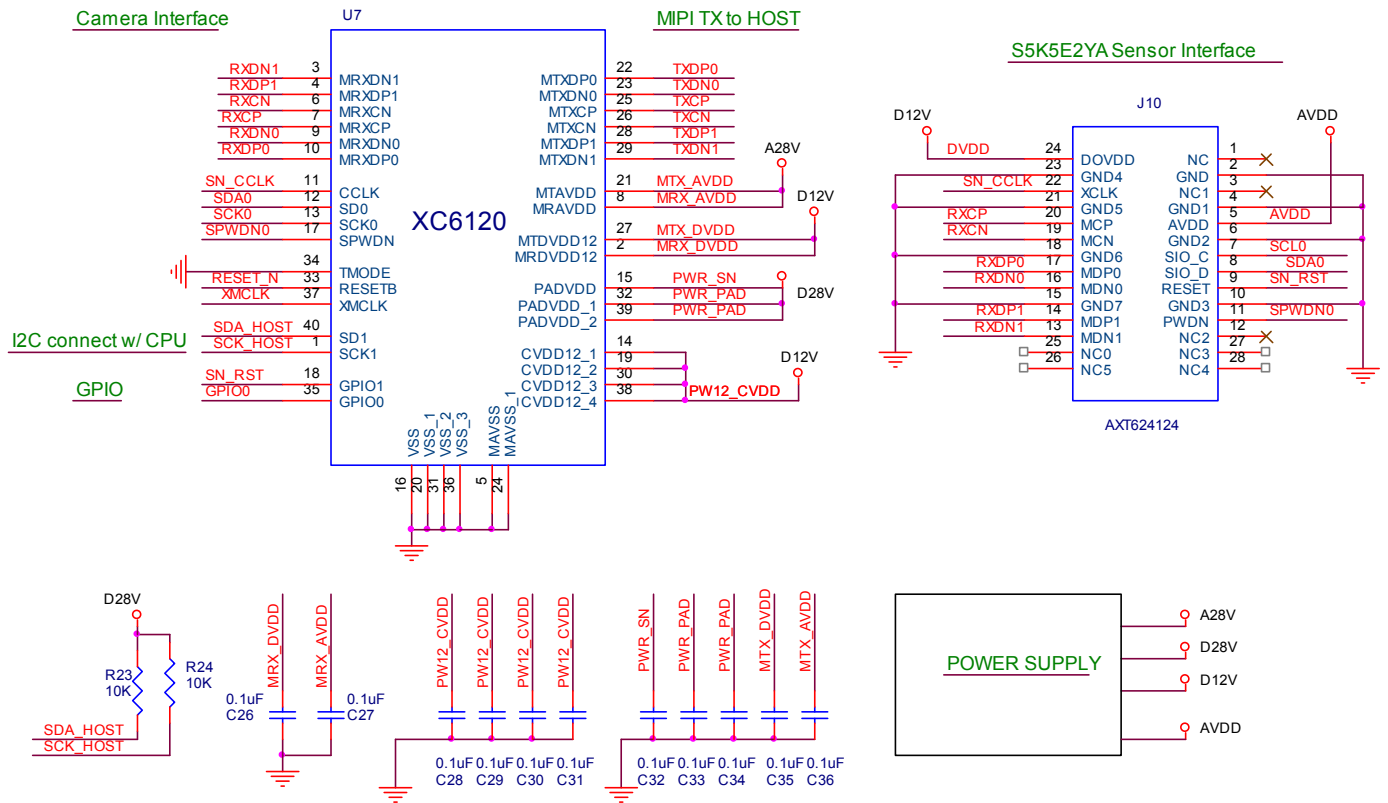 Camera Interface
U7
MIPI TX to HOST
S5K5E2YA Sensor Interface
RXDN1 3 MRXDN1
RXDP1 4 MRXDP1
RXCN 6 MRXCN
RXCP 7 MRXCP
RXDN0 9 MRXDN0
RXDP0 10 MRXDP0
SN_CCLK 11 CCLK
SDA0 12 SD0
SCK0 13 SCK0
SPWDN0 17 SPWDN
34 TMODE
RESET_N 33 RESETB
XMCLK 37 XMCLK
I2C connect w/ CPU
SDA_HOST 40 SD1
SCK_HOST 1 SCK1
GPIO
SN_RST 18 GPIO1
GPIO0 35 GPIO0
XC6120
MTXDP0 22 TXDP0
MTXDN0 23 TXDN0
MTXCP 25 TXCP
MTXCN 26 TXCN
MTXDP1 28 TXDP1
MTXDN1 29 TXDN1
A28V
MTAVDD 21 MTX_AVDD
MRAVDD 8 MRX_AVDD
D12V
MTDVDD12 27 MTX_DVDD
MRDVDD12 2 MRX_DVDD
PADVDD 15 PWR_SN
PADVDD_1 32 PWR_PAD
PADVDD_2 39 PWR_PAD
D28V
CVDD12_1 14
CVDD12_2 19
CVDD12_3 30
CVDD12_4 38
D12V
PW12_CVDD
VSS 16
VSS_1 20
VSS_2 31
VSS_3 36
MAVSS 5
MAVSS_1 24
J10
D12V
AVDD
DVDD 24 DOVDD
23 GND4
SN_CCLK 22 XCLK
21 GND5
RXCP 20 MCP
RXCN 19 MCN
18 GND6
RXDP0 17 MDP0
RXDN0 16 MDN0
15 GND7
RXDP1 14 MDP1
RXDN1 13 MDN1
25 NC0
26 NC5
NC 1
GND 2
NC1 3
GND1 4
AVDD 5 AVDD
GND2 6
SIO_C 7 SCL0
SIO_D 8 SDA0
RESET 9 SN_RST
GND3 10
PWDN 11 SPWDN0
NC2 12
NC3 27
NC4 28
AXT624124
D28V
R23
10K
R24
10K
SDA_HOST
SCK_HOST
MRX_DVDD
MRX_AVDD
0.1uF
C26
0.1uF
C27
PW12_CVDD
PW12_CVDD
PW12_CVDD
PW12_CVDD
0.1uF 0.1uF 0.1uF 0.1uF
C28 C29 C30 C31
PWR_SN
PWR_PAD
PWR_PAD
MTX_DVDD
MTX_AVDD
0.1uF 0.1uF 0.1uF 0.1uF 0.1uF
C32 C33 C34 C35 C36
POWER SUPPLY
A28V
D28V
D12V
AVDD